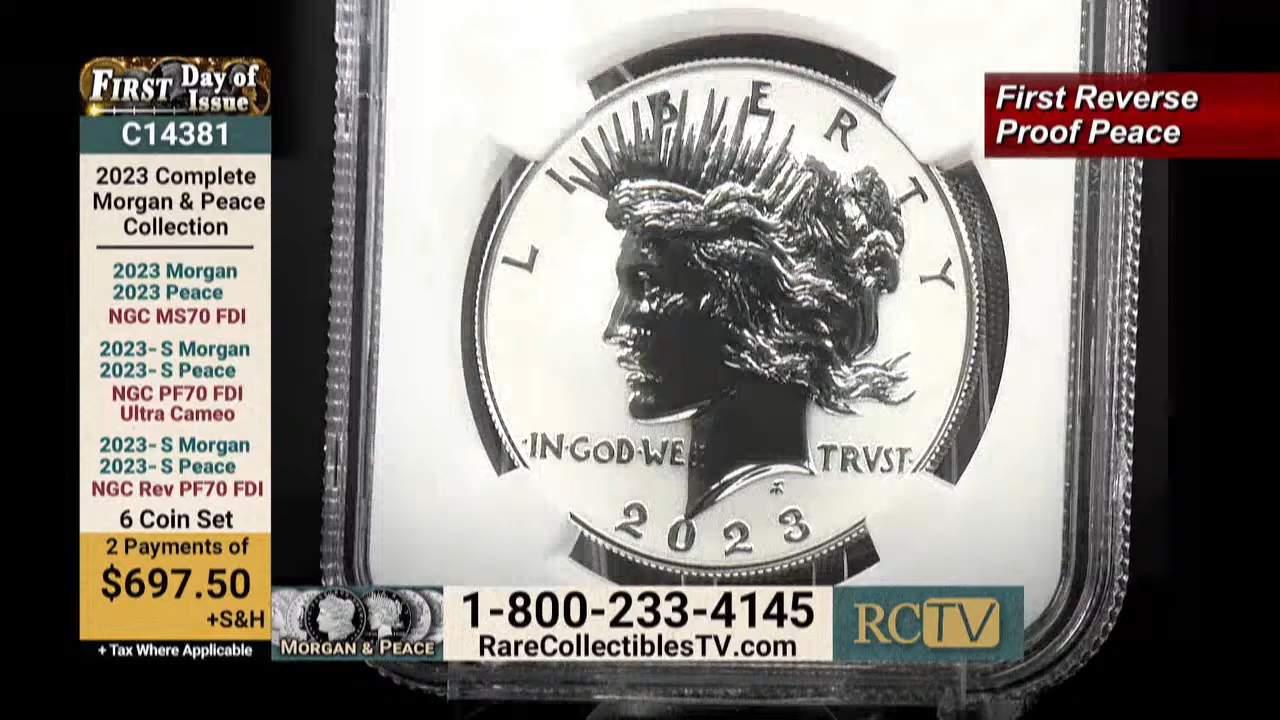 FIRST Day of
Issue
C14381
2023 Complete
Morgan & Peace
Collection
2023 Morgan
2023 Peace
NGC MS70 FDI
2023-S Morgan
2023-S Peace
NGC PF70 FDI
Ultra Cameo
2023-S Morgan
2023-S Peace
NGC Rev PF70 FDI
6 Coin Set
2 Payments of
$697.50
+S&H
+ Tax Where Applicable
First Reverse
Proof Peace
LIBERTY
IN·GOD·WE TRVST·
2023
MORGAN & PEACE
1-800-233-4145
RareCollectiblesTV.com
RCTV